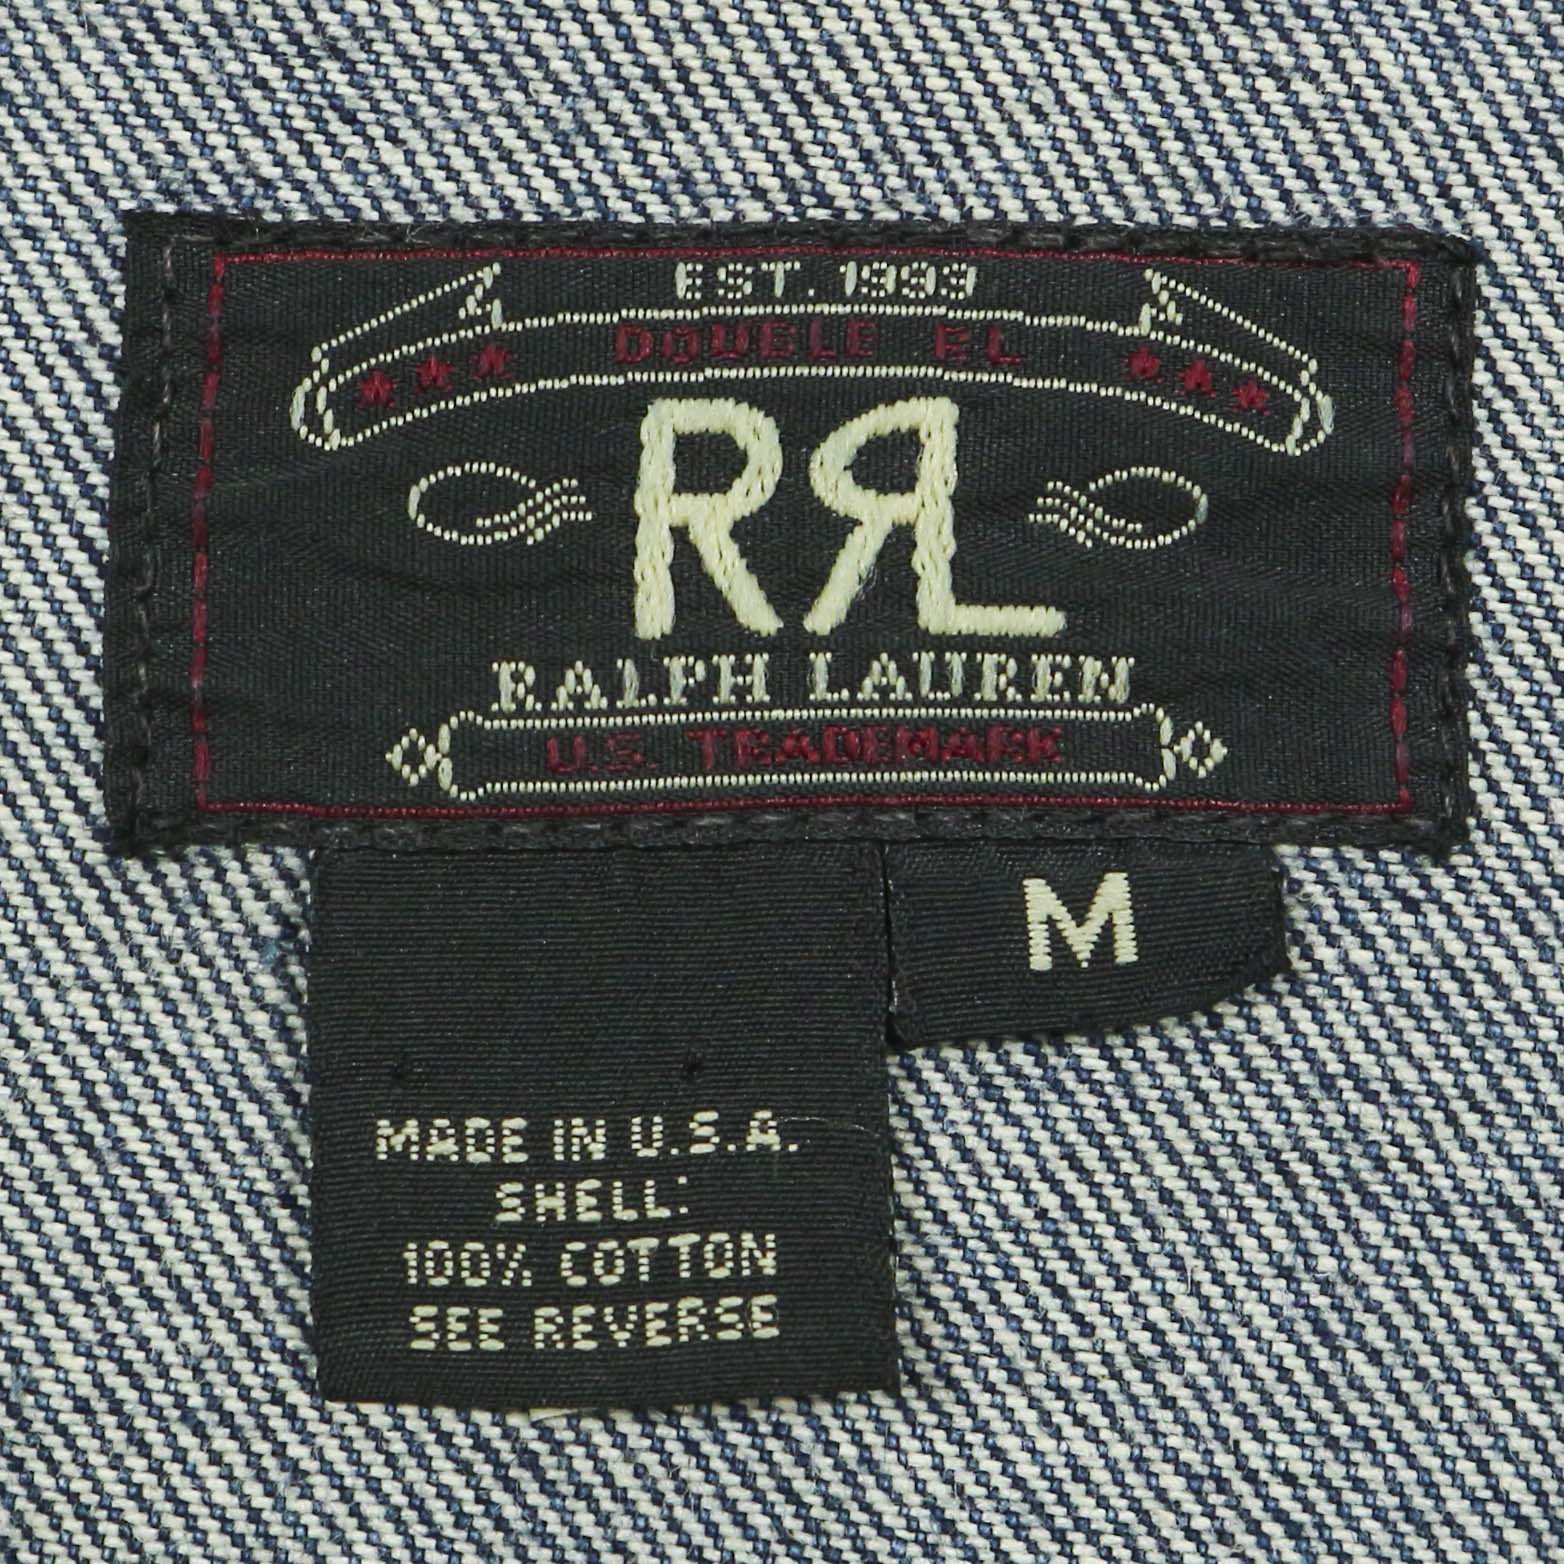 EST. 1993
DOUBLE RL
RRL
RALPH LAUREN
U.S. TRADEMARK
M
MADE IN U.S.A.
SHELL:
100% COTTON
SEE REVERSE